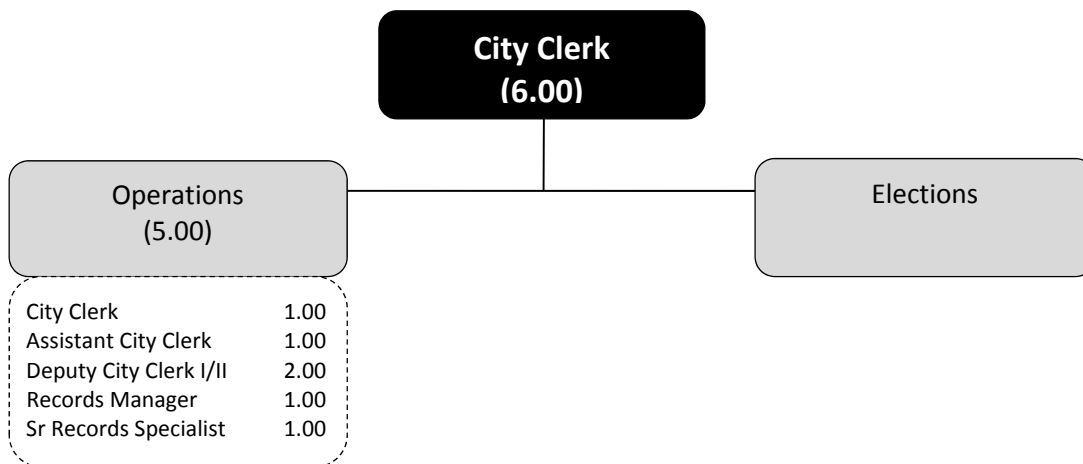 City Clerk
(6.00)
Operations
(5.00)
Elections
City Clerk 1.00
Assistant City Clerk 1.00
Deputy City Clerk I/II 2.00
Records Manager 1.00
Sr Records Specialist 1.00